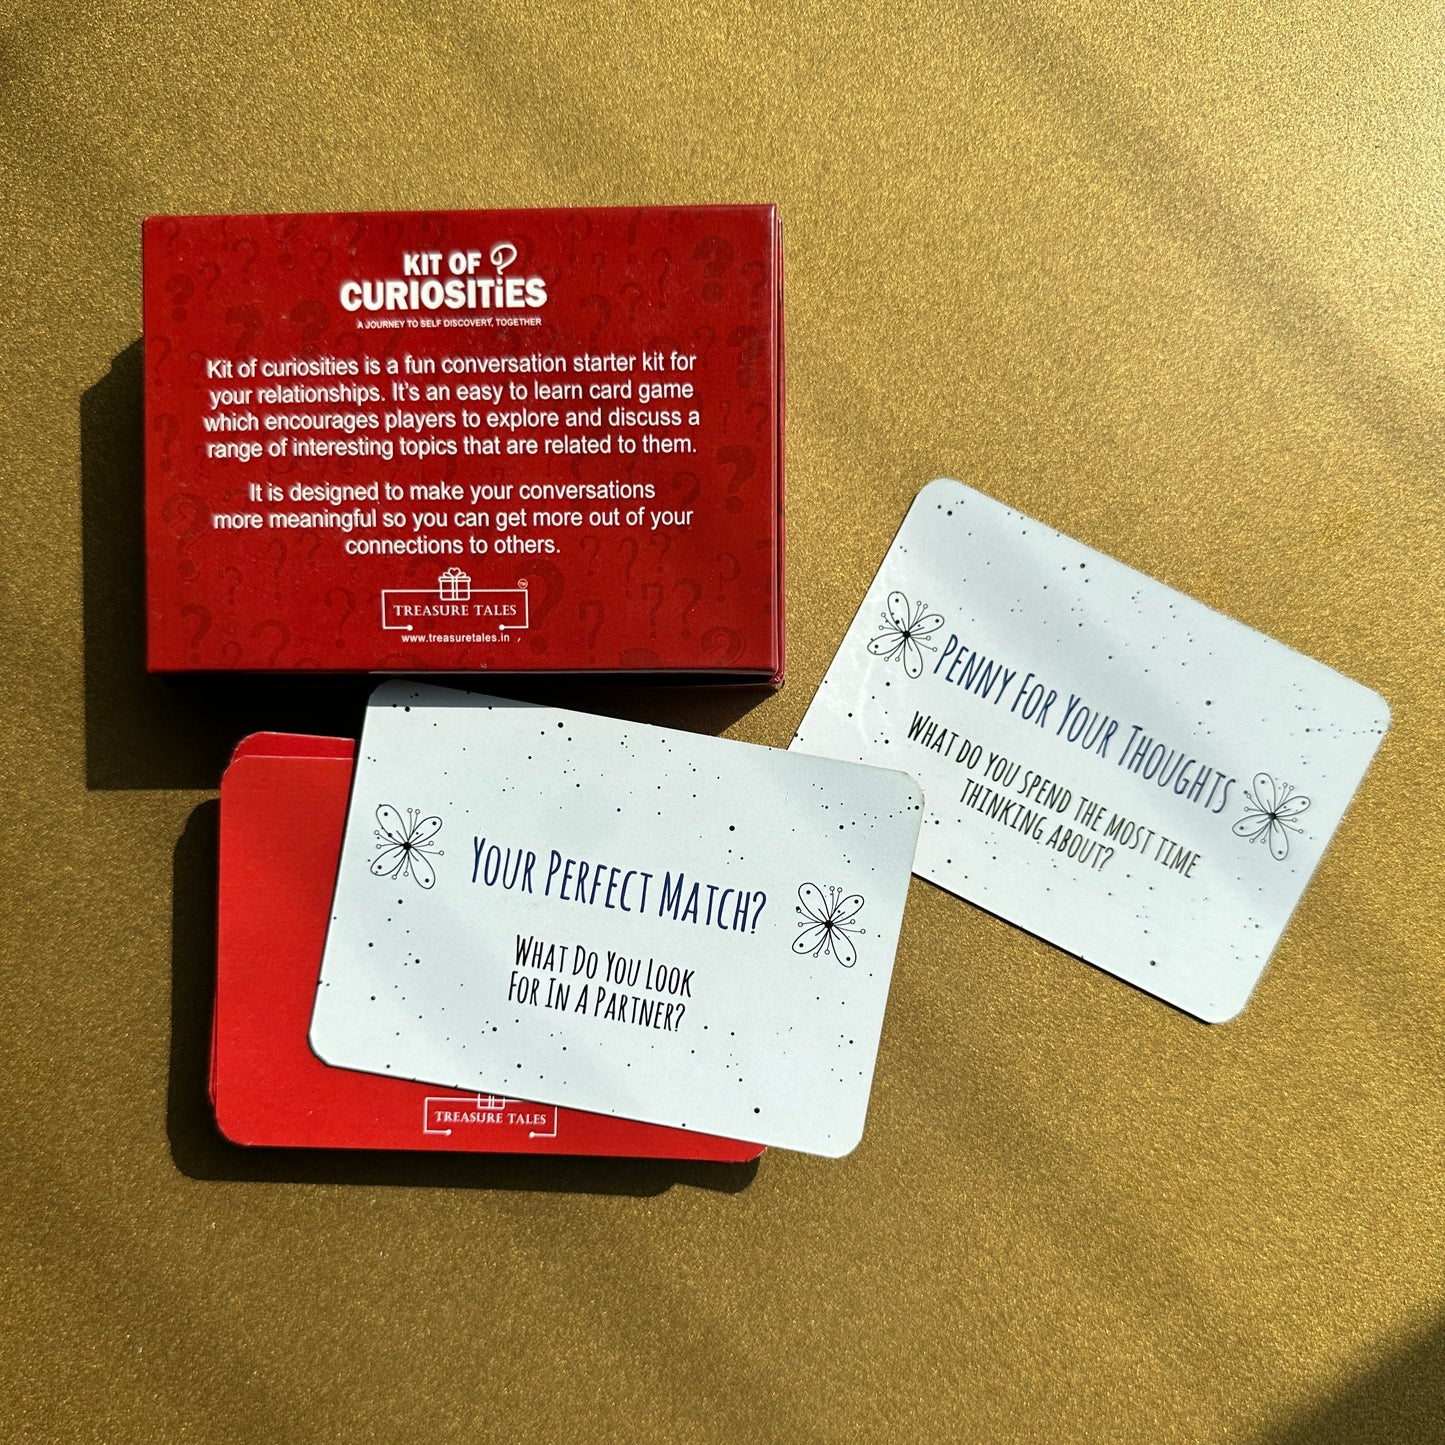 KIT OF
CURIOSITiES
A JOURNEY TO SELF DISCOVERY, TOGETHER
Kit of curiosities is a fun conversation starter kit for
your relationships. It's an easy to learn card game
which encourages players to explore and discuss a
range of interesting topics that are related to them.
It is designed to make your conversations
more meaningful so you can get more out of your
connections to others.
TREASURE TALES
TM
www.treasuretales.in
PENNY FOR YOUR THOUGHTS
WHAT DO YOU SPEND THE MOST TIME
THINKING ABOUT?
YOUR PERFECT MATCH?
WHAT DO YOU LOOK
FOR IN A PARTNER?
TREASURE TALES